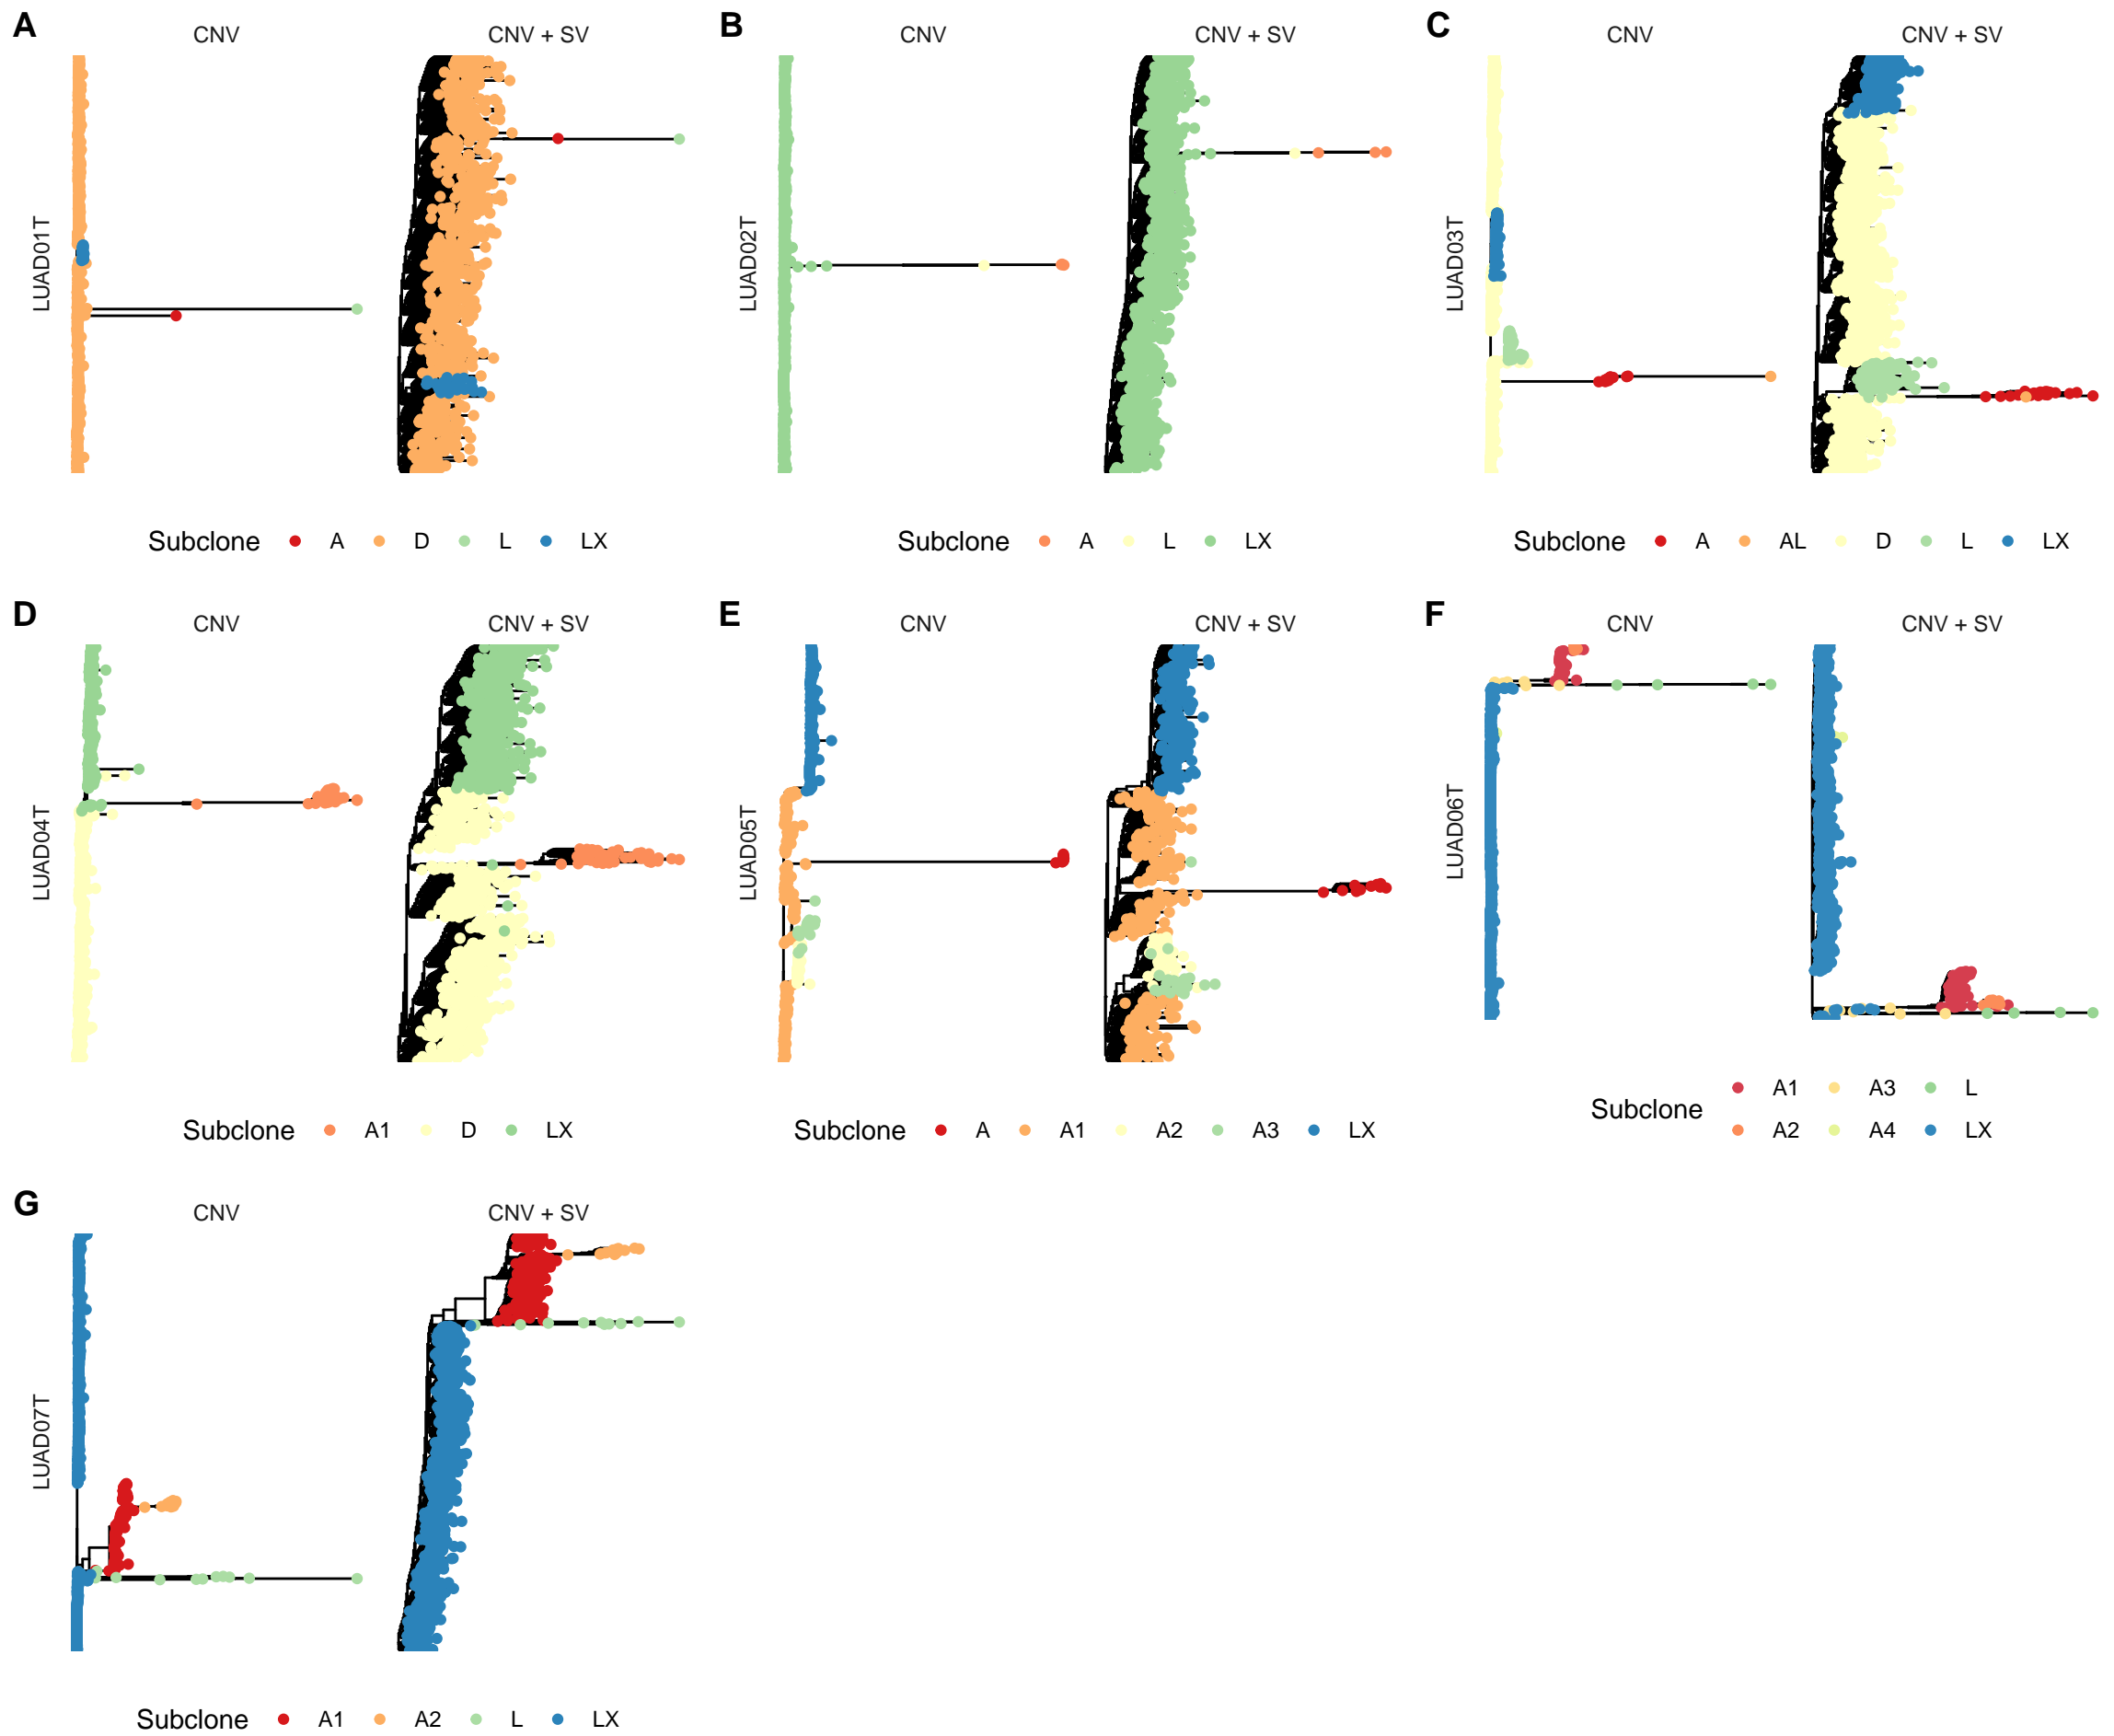 A
CNV CNV + SV
LUAD01T
Subclone A D L LX
B
CNV CNV + SV
LUAD02T
Subclone A L LX
C
CNV CNV + SV
LUAD03T
Subclone A AL D L LX
D
CNV CNV + SV
LUAD04T
Subclone A1 D LX
E
CNV CNV + SV
LUAD05T
Subclone A A1 A2 A3 LX
F
CNV CNV + SV
LUAD06T
Subclone
A1 A3 L
A2 A4 LX
G
CNV CNV + SV
LUAD07T
Subclone A1 A2 L LX